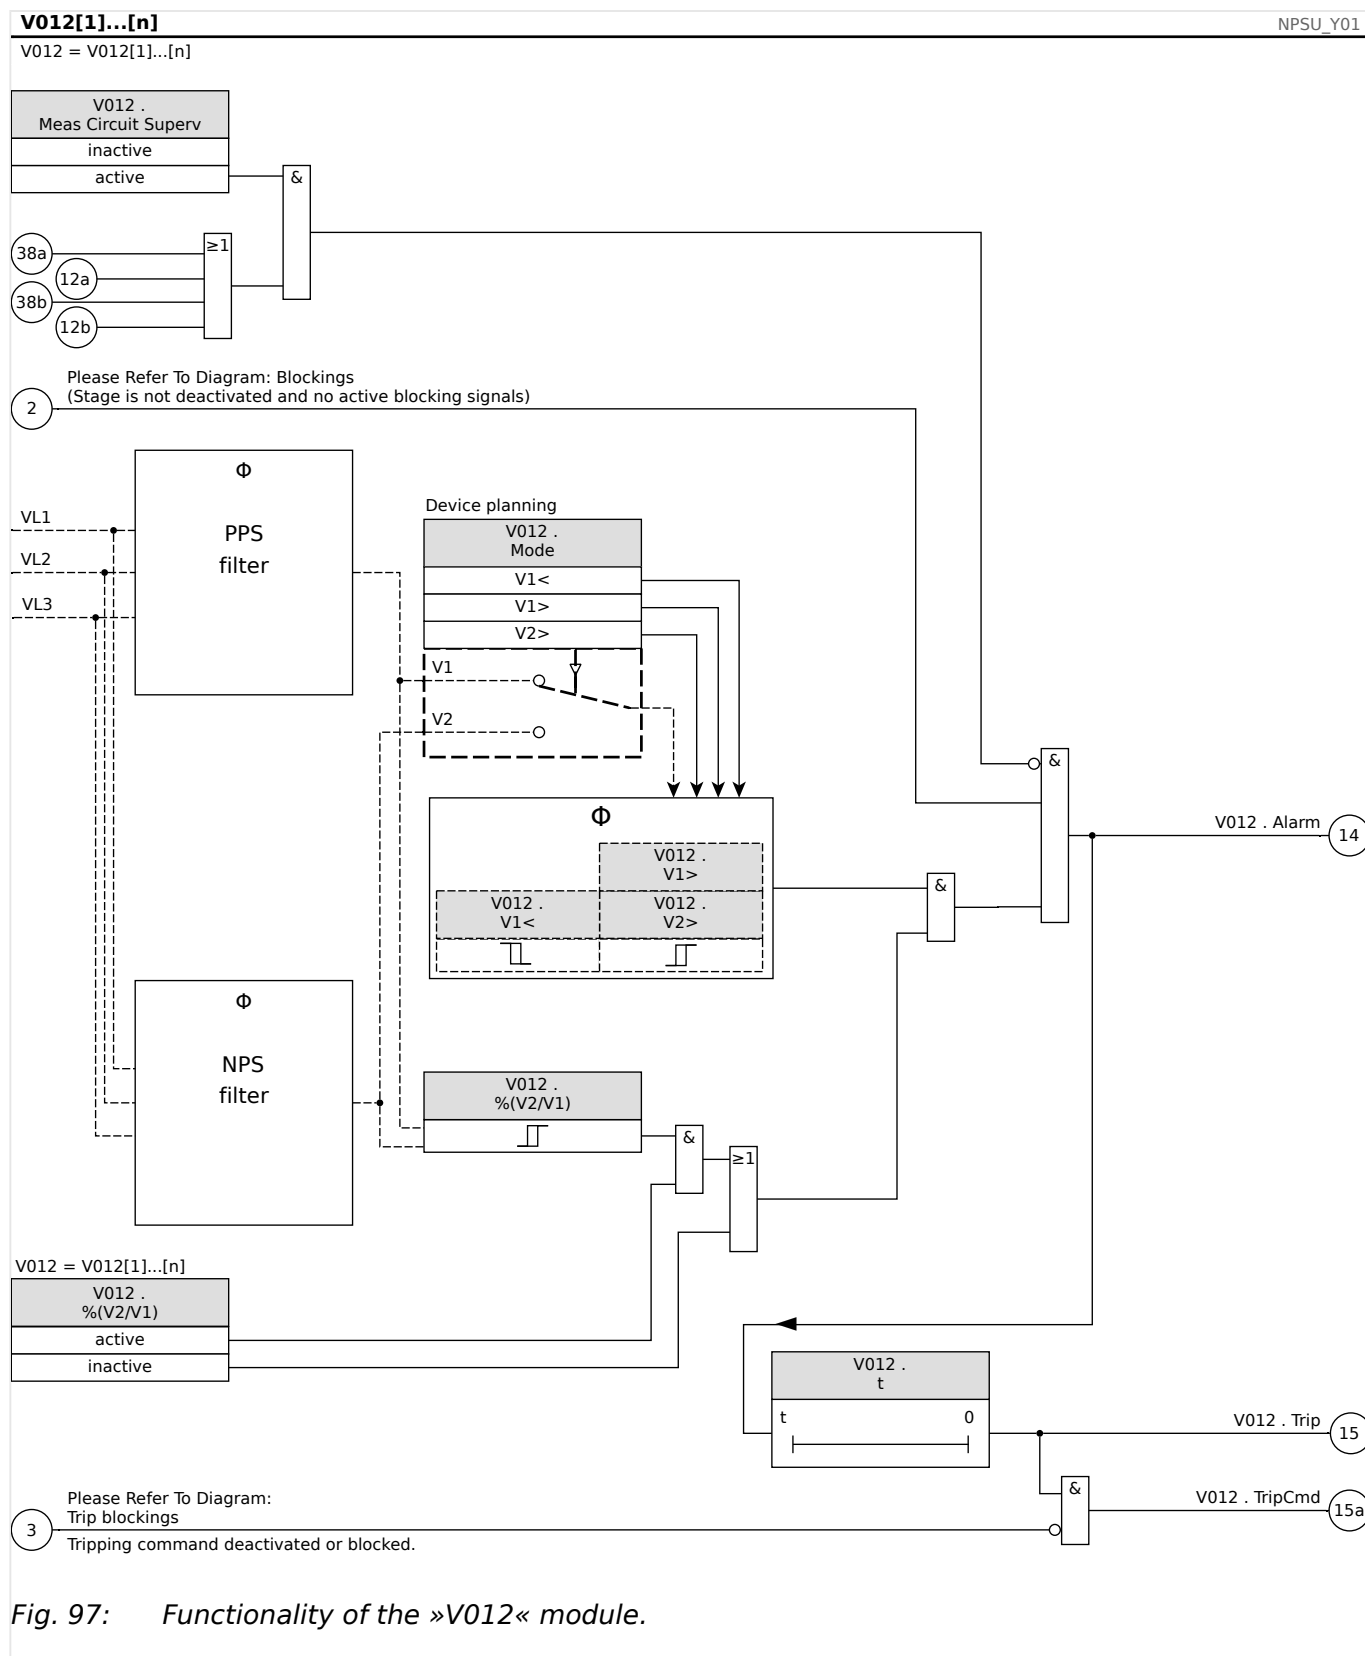 V012[1]...[n]
NPSU_Y01
V012 = V012[1]...[n]
V012 .
Meas Circuit Superv
inactive
active
&
≥1
38a
12a
38b
12b
Please Refer To Diagram: Blockings
(Stage is not deactivated and no active blocking signals)
2
Φ
PPS
filter
VL1
VL2
VL3
Device planning
V012 .
Mode
V1<
V1>
V2>
V1
V2
&
Φ
V012 .
V1>
V012 .
V1<
V012 .
V2>
&
V012 . Alarm
14
Φ
NPS
filter
V012 .
%(V2/V1)
&
≥1
V012 = V012[1]...[n]
V012 .
%(V2/V1)
active
inactive
V012 .
t
t
0
V012 . Trip
15
&
V012 . TripCmd
15a
Please Refer To Diagram:
Trip blockings
3
Tripping command deactivated or blocked.
Fig. 97: Functionality of the »V012« module.